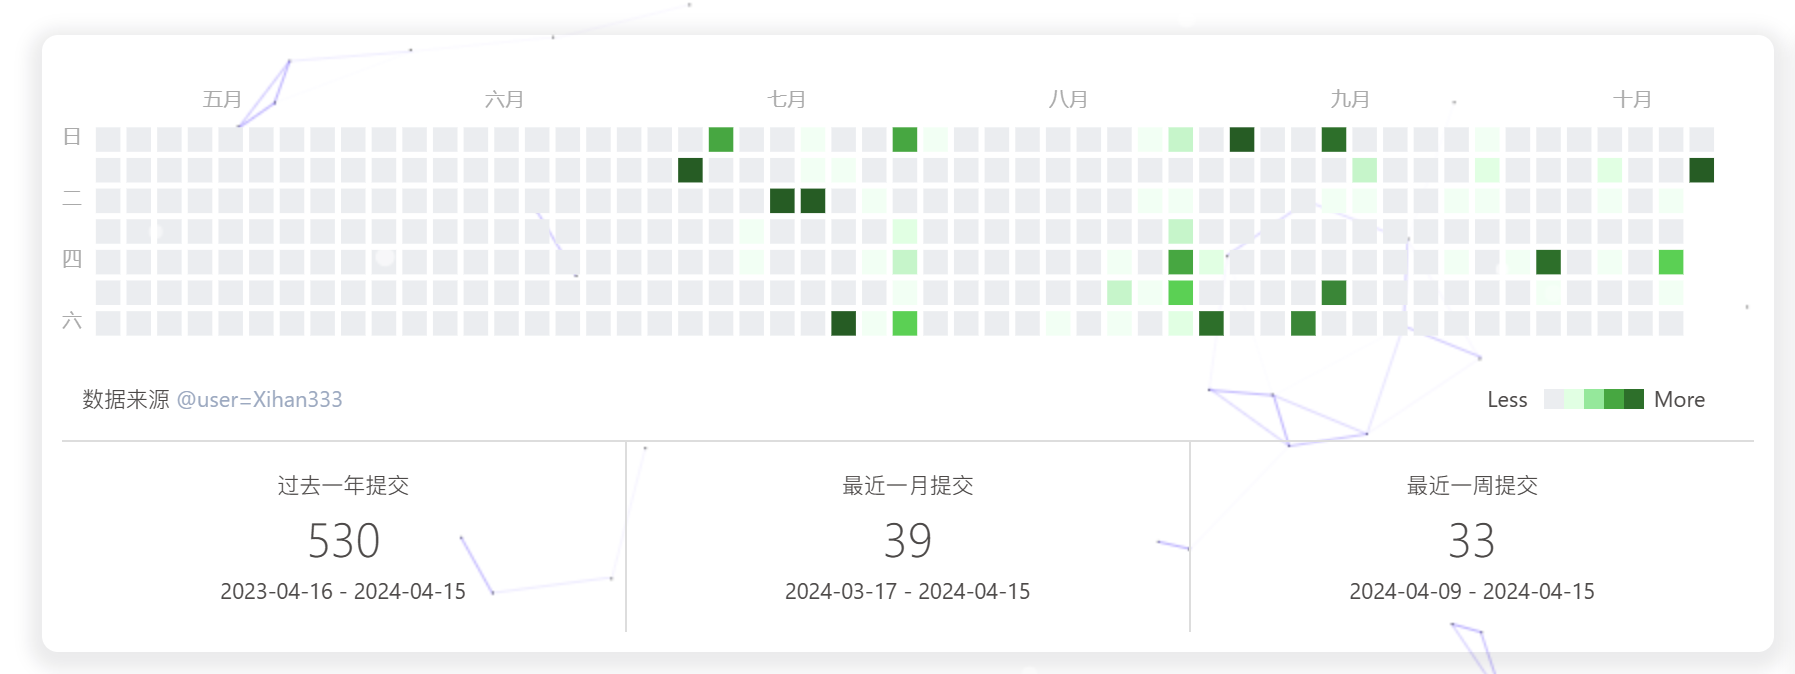 五月 六月 七月 八月 九月 十月
日
二
四
六
数据来源 @user=Xihan333
Less More
过去一年提交 最近一月提交 最近一周提交
530 39 33
2023-04-16 - 2024-04-15 2024-03-17 - 2024-04-15 2024-04-09 - 2024-04-15